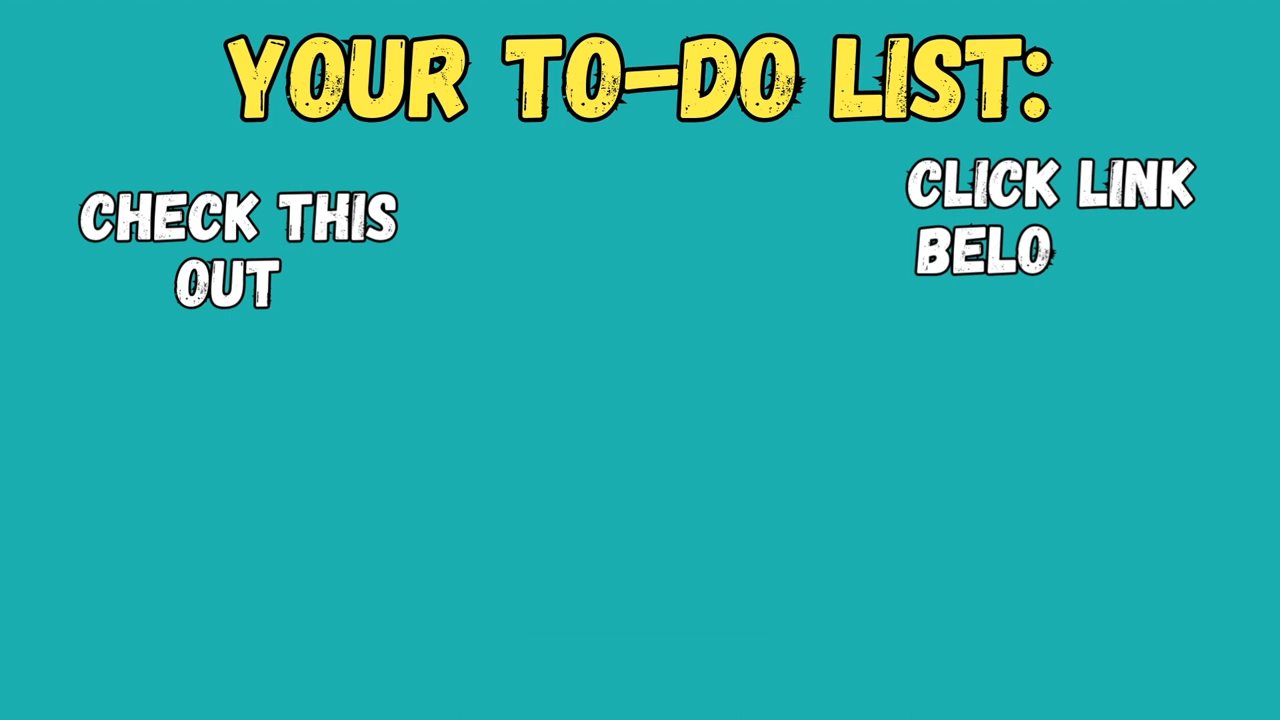 YOUR TO-DO LIST:
CHECK THIS
OUT
CLICK LINK
BELO